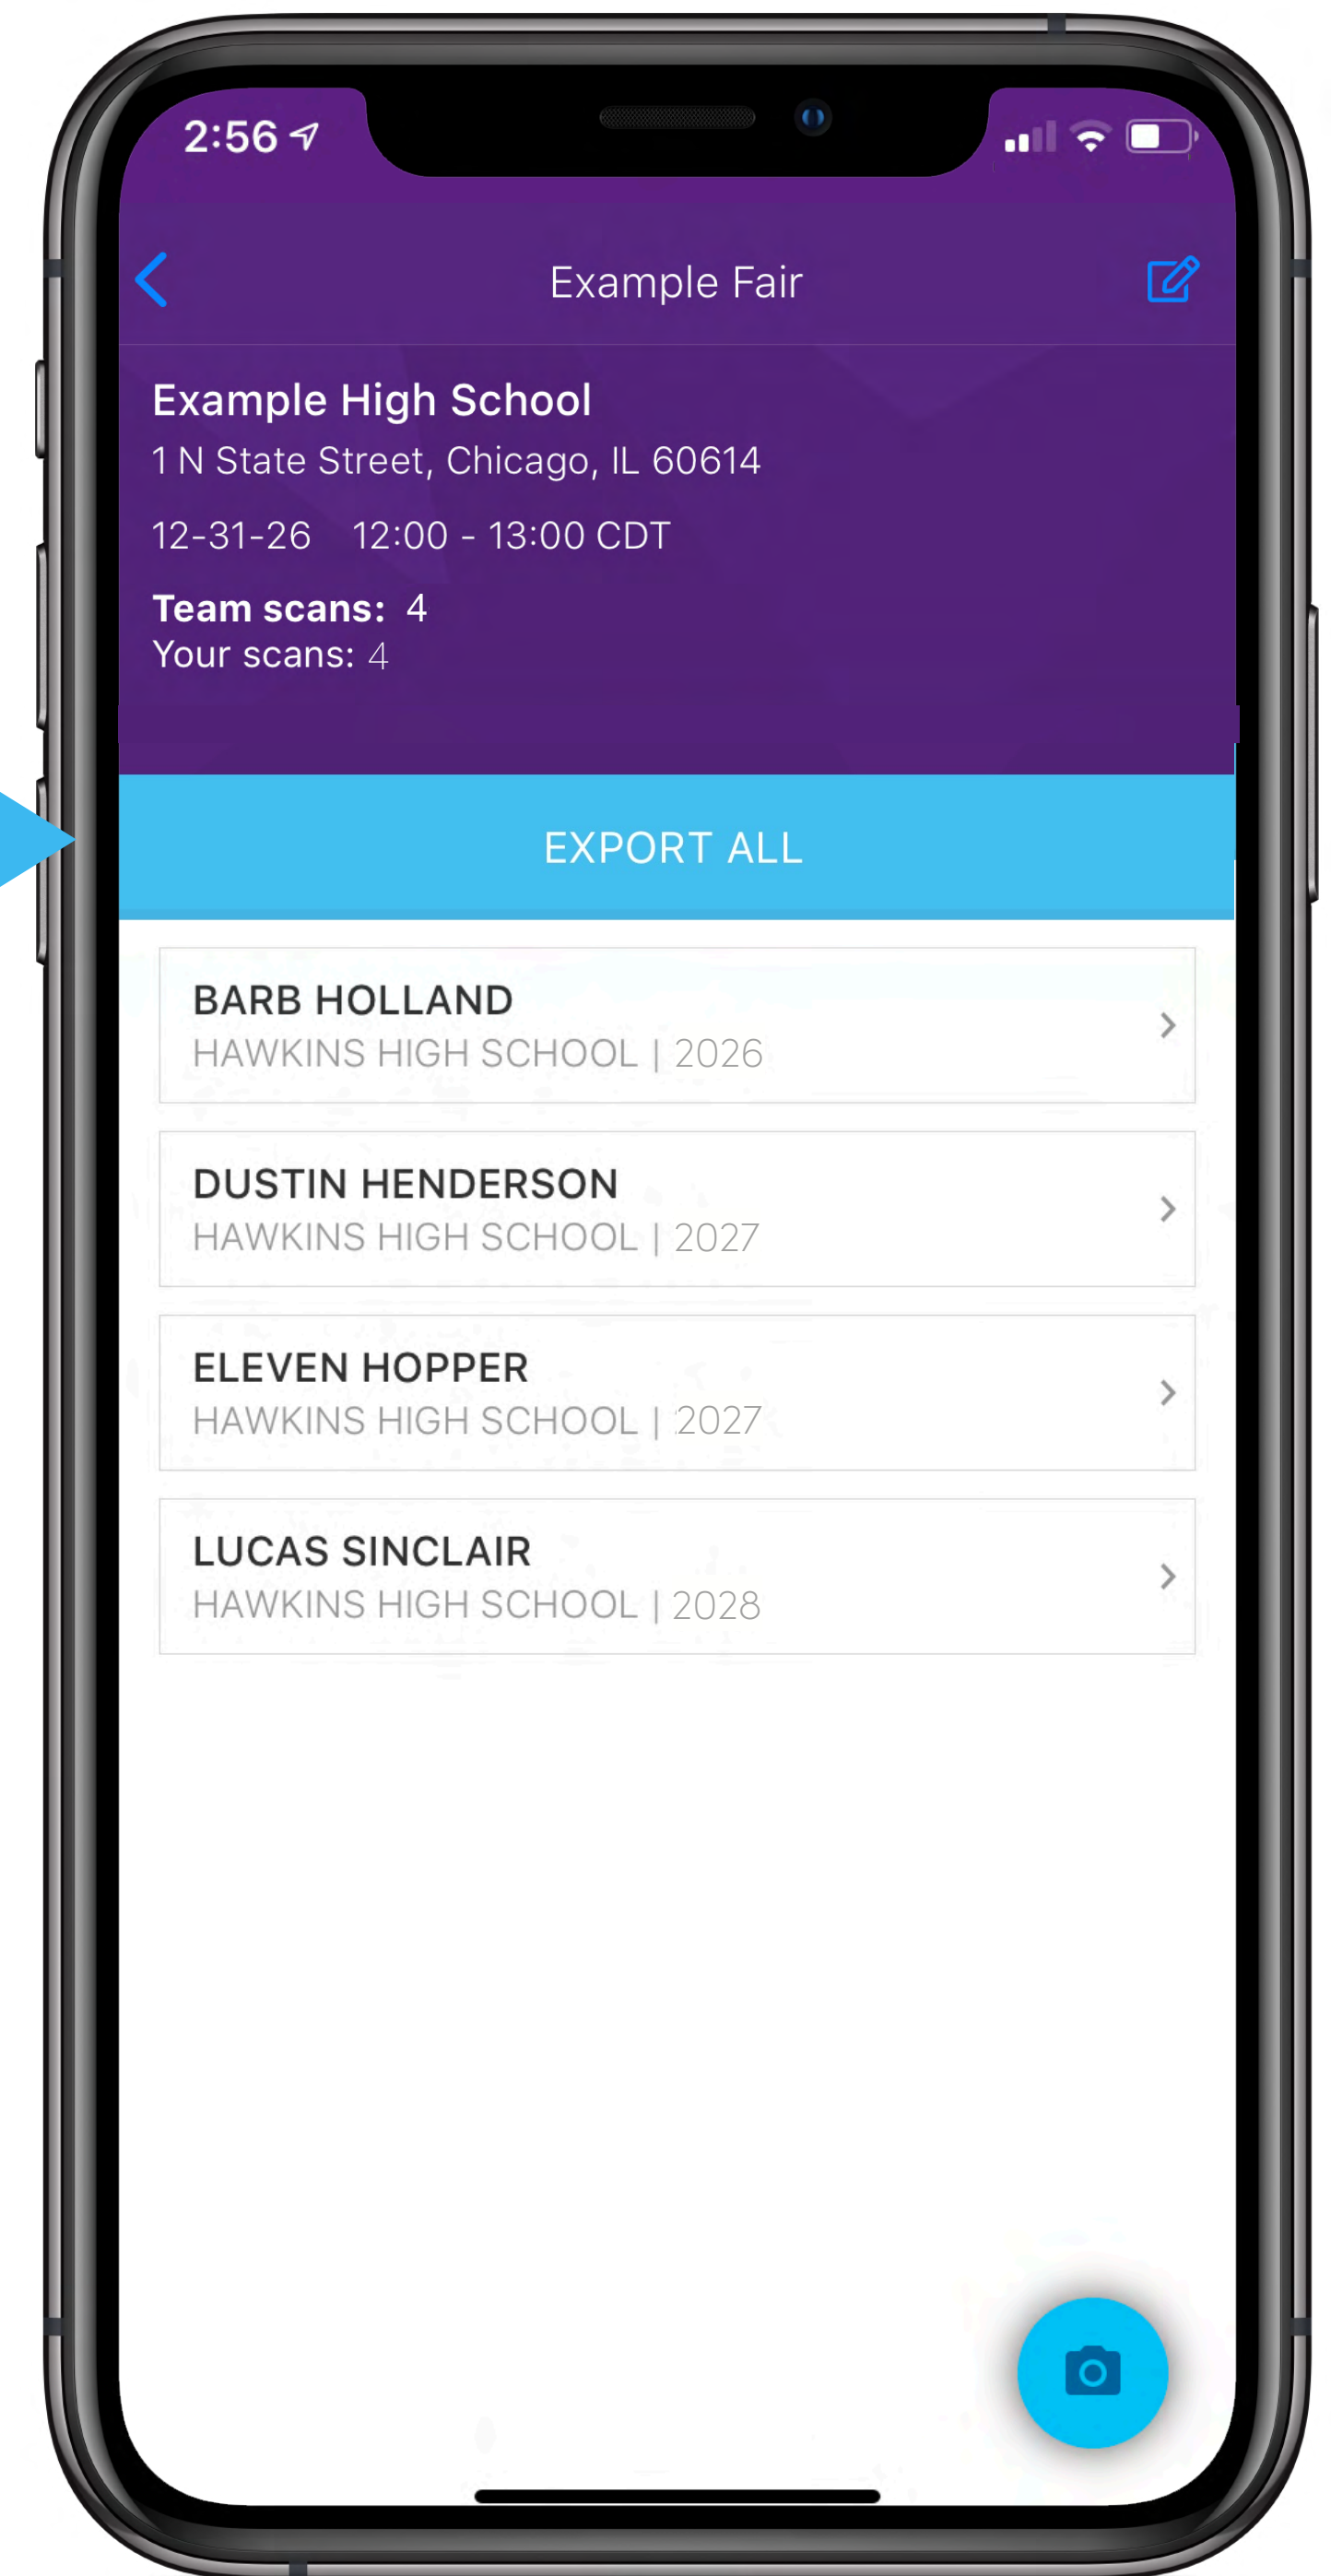 2:56
Example Fair
Example High School
1 N State Street, Chicago, IL 60614
12-31-26 12:00 - 13:00 CDT
Team scans: 4
Your scans: 4
EXPORT ALL
BARB HOLLAND
HAWKINS HIGH SCHOOL | 2026
DUSTIN HENDERSON
HAWKINS HIGH SCHOOL | 2027
ELEVEN HOPPER
HAWKINS HIGH SCHOOL | 2027
LUCAS SINCLAIR
HAWKINS HIGH SCHOOL | 2028